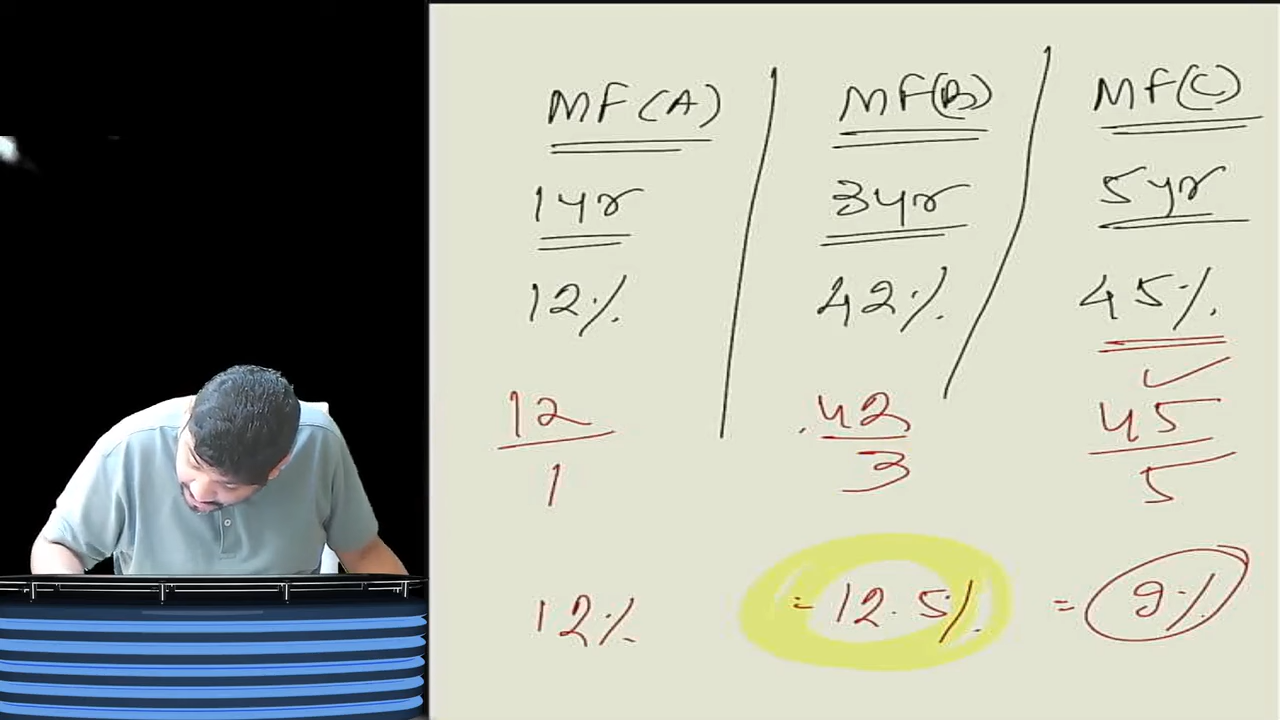 MF(A) MF(B) MF(C)
1yr 3yr 5yr
12% 42% 45%
12/1 42/3 45/5
12% = 12.5% = 9%